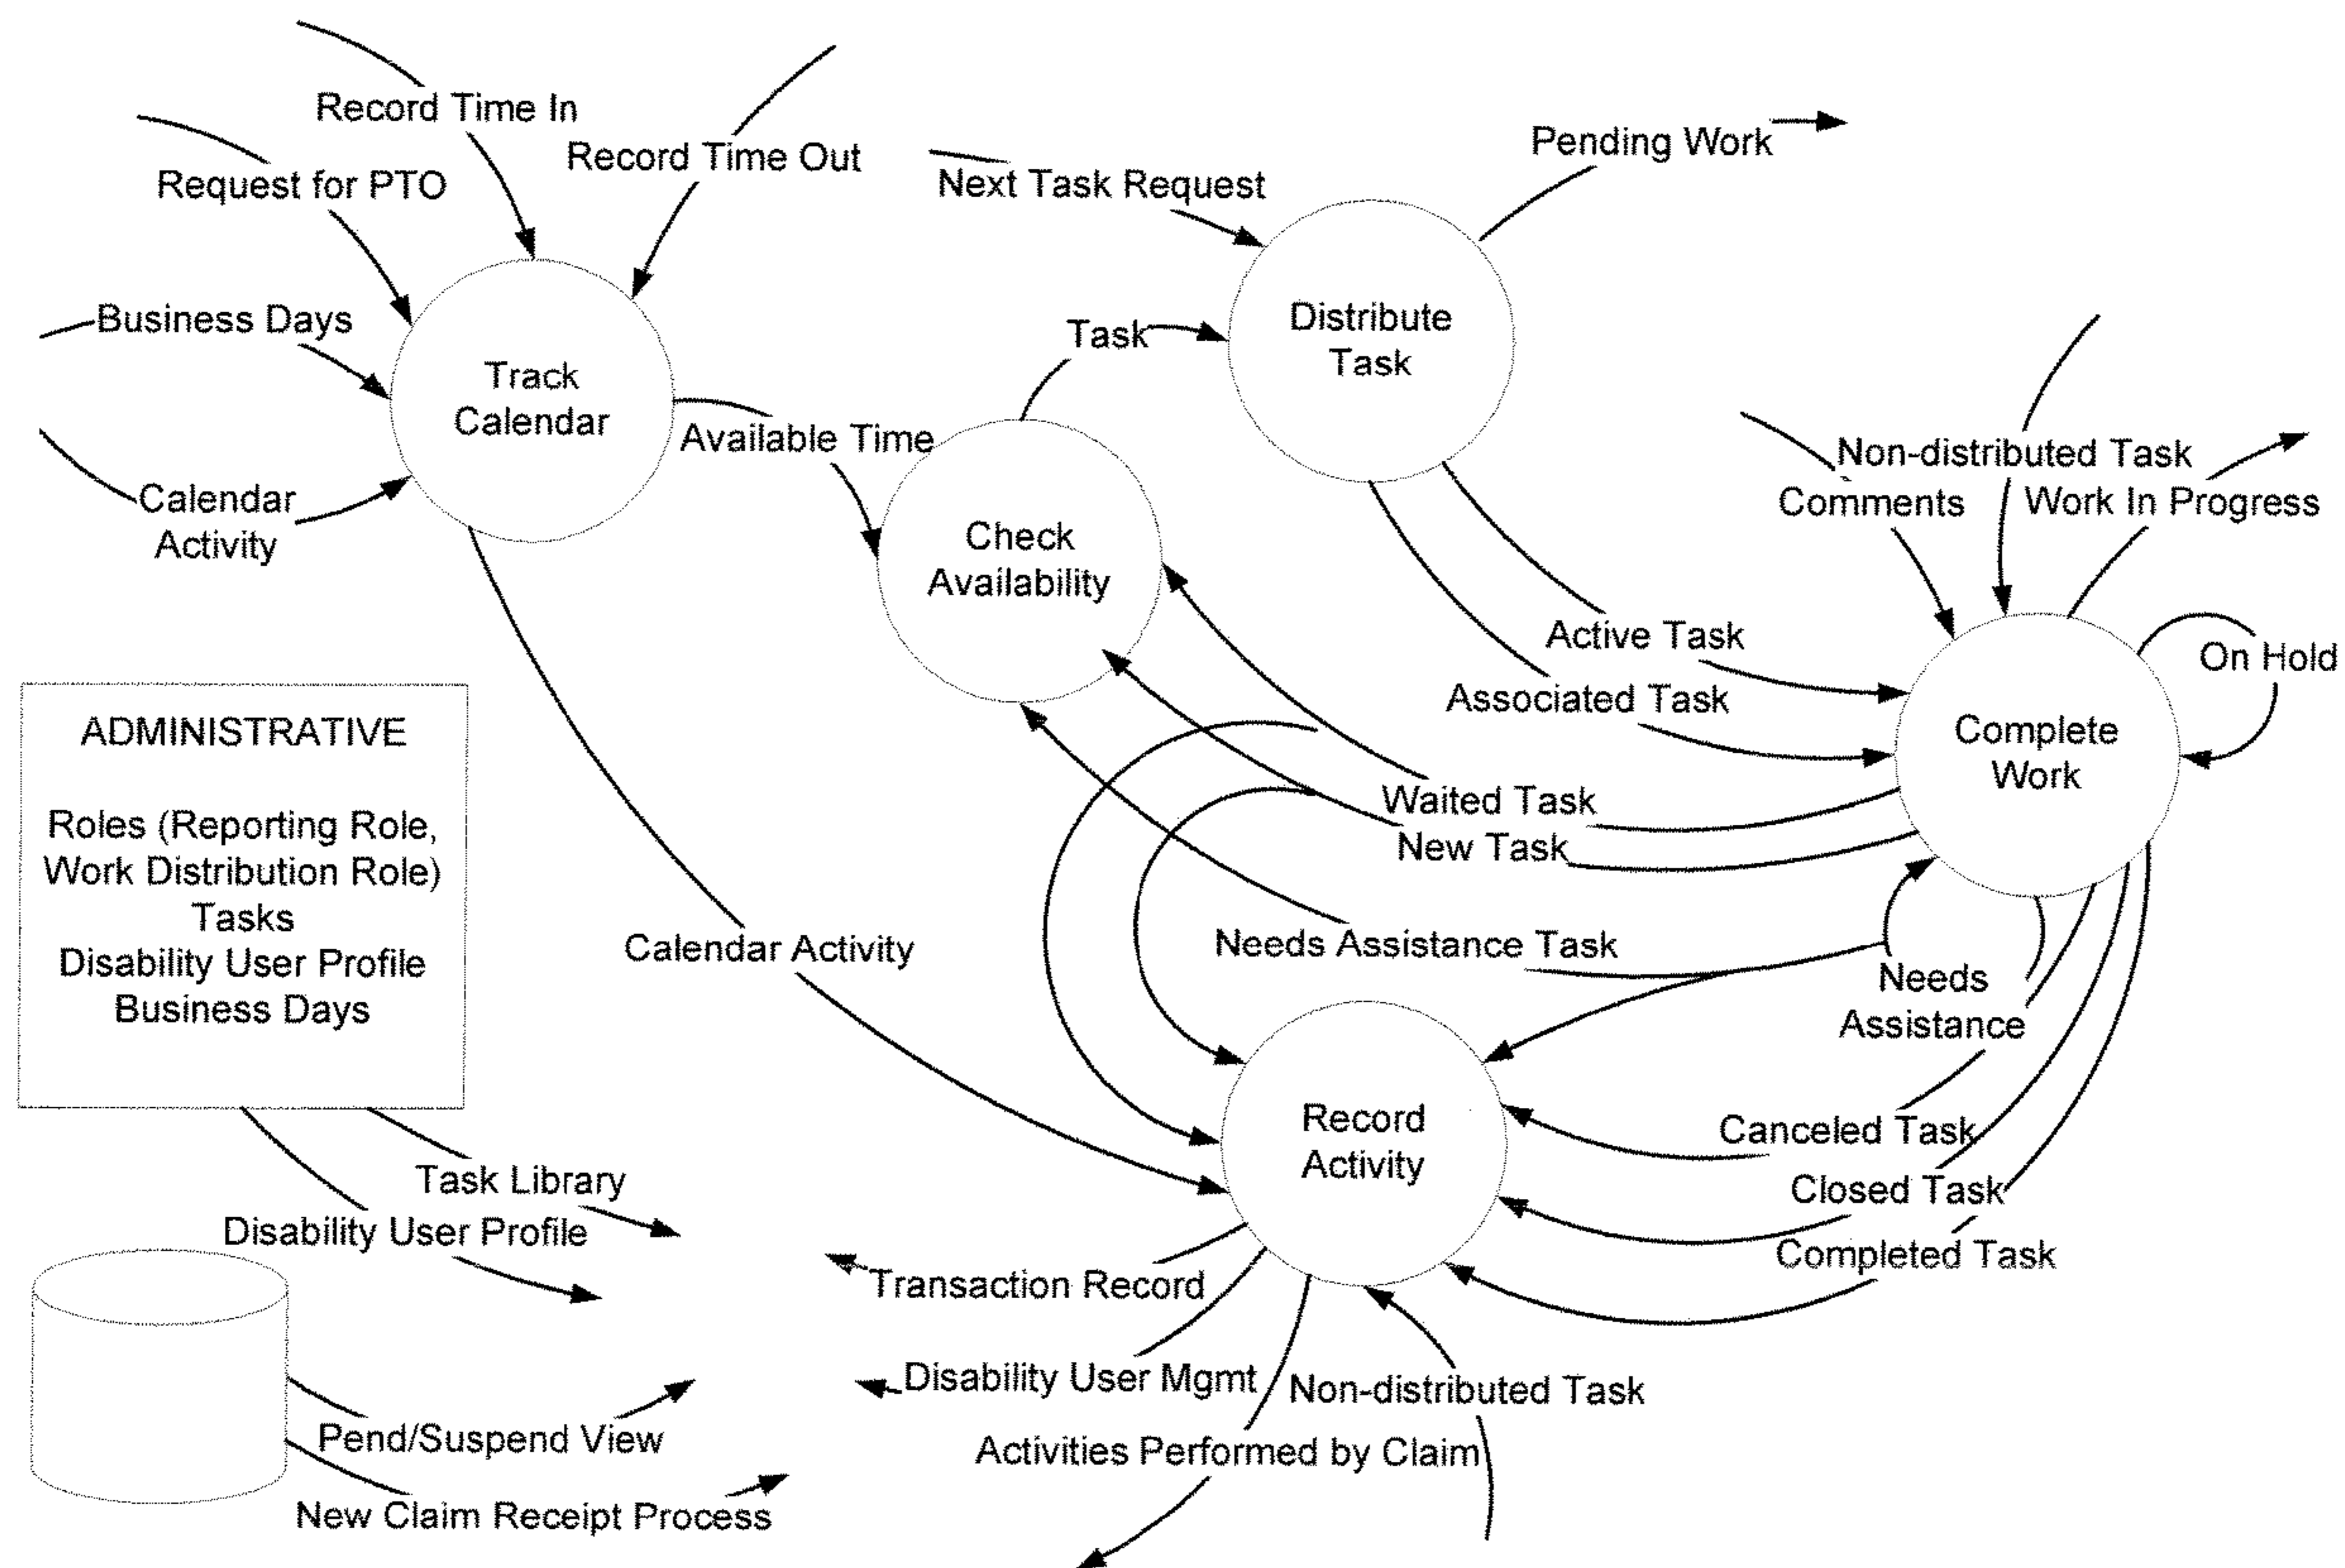 Record Time In
Record Time Out
Request for PTO
Business Days
Calendar
Activity
Track
Calendar
Available Time
Next Task Request
Pending Work
Task
Distribute
Task
Check
Availability
Non-distributed Task
Comments
Work In Progress
On Hold
Active Task
Associated Task
Complete
Work
Waited Task
New Task
Needs Assistance Task
Needs
Assistance
Calendar Activity
ADMINISTRATIVE
Roles (Reporting Role,
Work Distribution Role)
Tasks
Disability User Profile
Business Days
Record
Activity
Canceled Task
Closed Task
Completed Task
Task Library
Disability User Profile
Transaction Record
Disability User Mgmt
Non-distributed Task
Activities Performed by Claim
Pend/Suspend View
New Claim Receipt Process